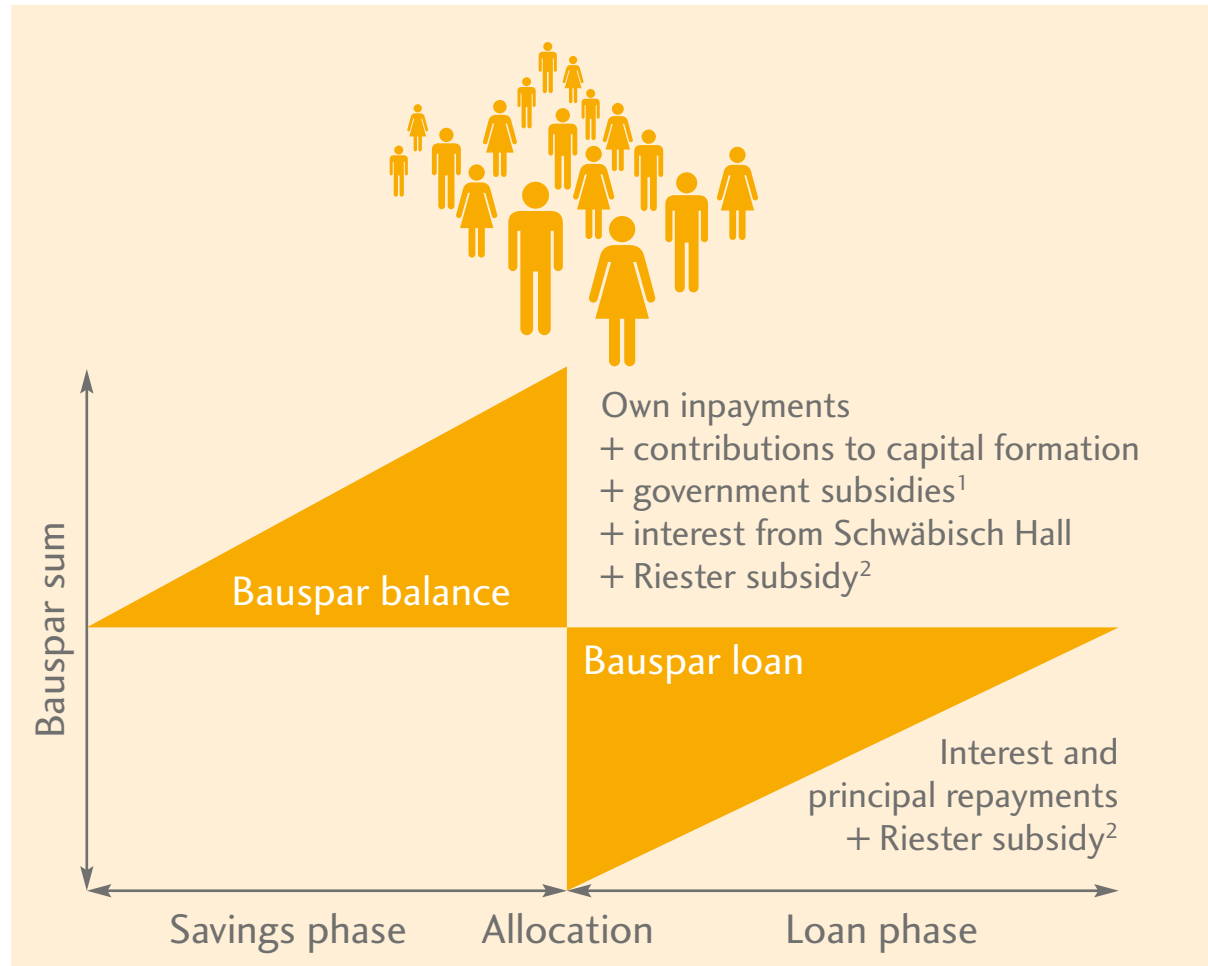 Own inpayments
+ contributions to capital formation
+ government subsidies¹
+ interest from Schwäbisch Hall
+ Riester subsidy²
Bauspar sum
Bauspar balance
Bauspar loan
Interest and
principal repayments
+ Riester subsidy²
Savings phase
Allocation
Loan phase